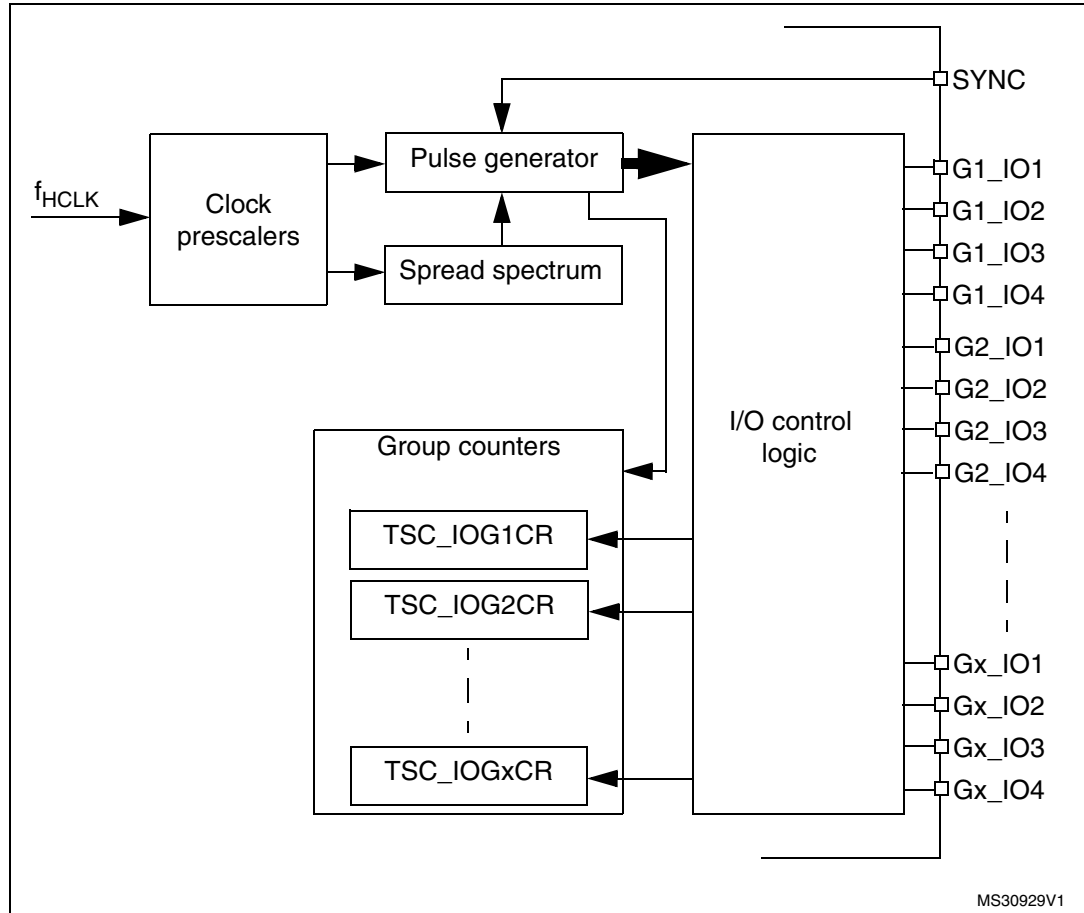 SYNC
Pulse generator
fHCLK
Clock
prescalers
Spread spectrum
G1_IO1
G1_IO2
G1_IO3
G1_IO4
G2_IO1
G2_IO2
G2_IO3
G2_IO4
I/O control
logic
Group counters
TSC_IOG1CR
TSC_IOG2CR
TSC_IOGxCR
Gx_IO1
Gx_IO2
Gx_IO3
Gx_IO4
MS30929V1